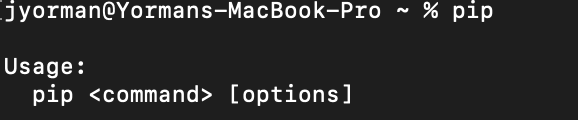 [jyorman@Yormans-MacBook-Pro ~ % pip
Usage:
pip <command> [options]